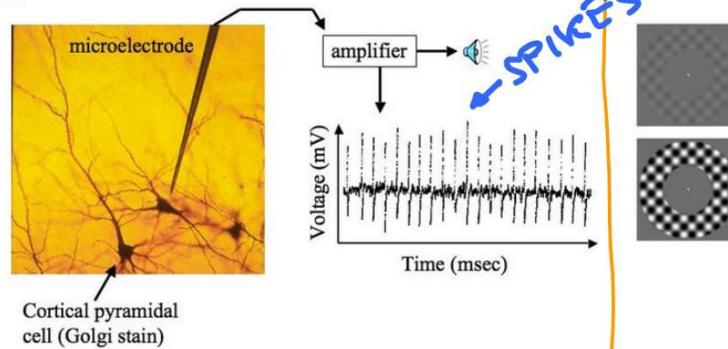 microelectrode
amplifier
SPIKES
Voltage (mV)
Time (msec)
Cortical pyramidal
cell (Golgi stain)